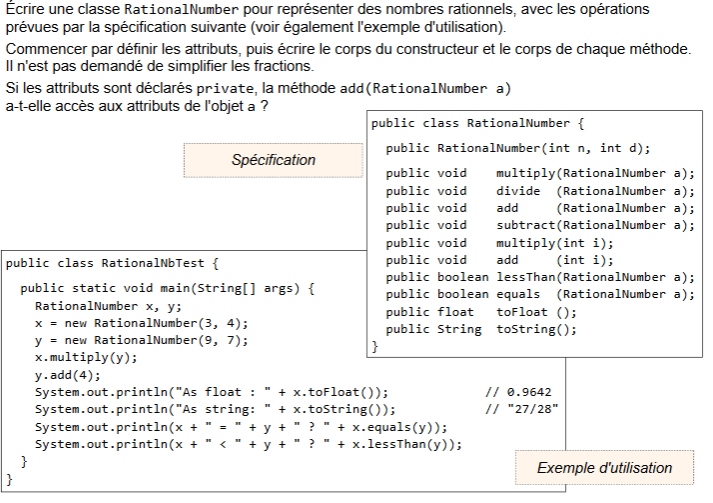 Écrire une classe RationalNumber pour représenter des nombres rationnels, avec les opérations
prévues par la spécification suivante (voir également l'exemple d'utilisation).
Commencer par définir les attributs, puis écrire le corps du constructeur et le corps de chaque méthode.
Il n'est pas demandé de simplifier les fractions.
Si les attributs sont déclarés private, la méthode add(RationalNumber a)
a-t-elle accès aux attributs de l'objet a ?
Spécification
public class RationalNumber {
public RationalNumber(int n, int d);
public void multiply(RationalNumber a);
public void divide (RationalNumber a);
public void add (RationalNumber a);
public void subtract(RationalNumber a);
public void multiply(int i);
public void add (int i);
public boolean lessThan(RationalNumber a);
public boolean equals (RationalNumber a);
public float toFloat ();
public String toString();
}
public class RationalNbTest {
public static void main(String[] args) {
RationalNumber x, y;
x = new RationalNumber(3, 4);
y = new RationalNumber(9, 7);
x.multiply(y);
y.add(4);
System.out.println("As float : " + x.toFloat()); // 0.9642
System.out.println("As string: " + x.toString()); // "27/28"
System.out.println(x + " = " + y + " ? " + x.equals(y));
System.out.println(x + " < " + y + " ? " + x.lessThan(y));
}
}
Exemple d'utilisation